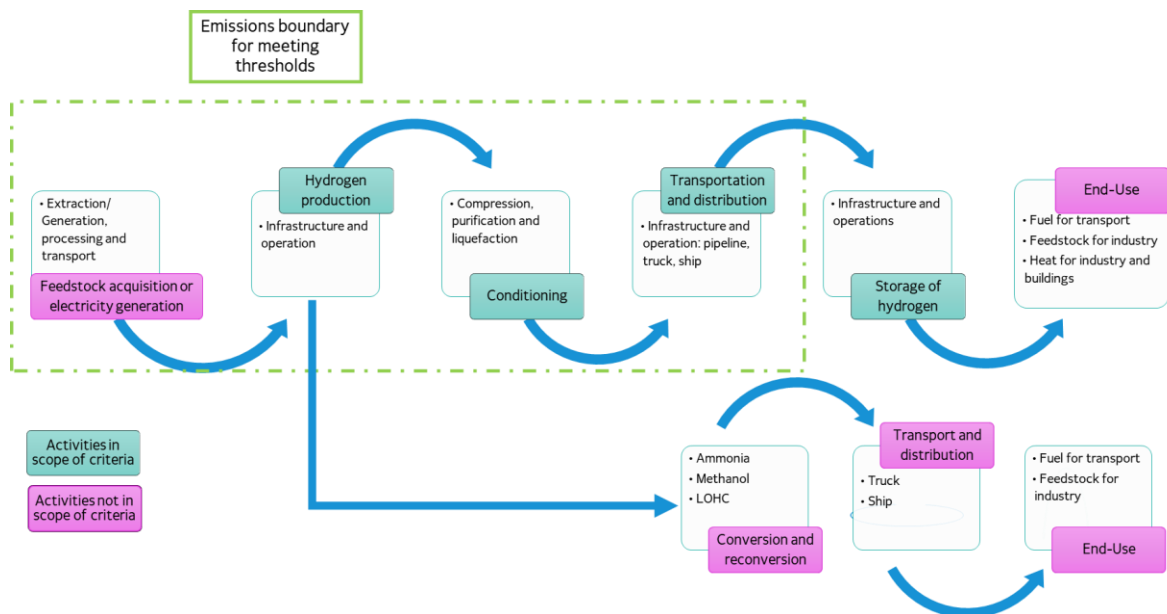 Emissions boundary
for meeting
thresholds
• Extraction/
Generation,
processing and
transport
Feedstock acquisition or
electricity generation
Hydrogen
production
• Infrastructure and
operation
• Compression,
purification and
liquefaction
Conditioning
Transportation
and distribution
• Infrastructure and
operation: pipeline,
truck, ship
• Infrastructure and
operations
Storage of
hydrogen
End-Use
• Fuel for transport
• Feedstock for industry
• Heat for industry and
buildings
Activities in
scope of criteria
Activities not in
scope of criteria
• Ammonia
• Methanol
• LOHC
Conversion and
reconversion
Transport and
distribution
• Truck
• Ship
• Fuel for transport
• Feedstock for
industry
End-Use